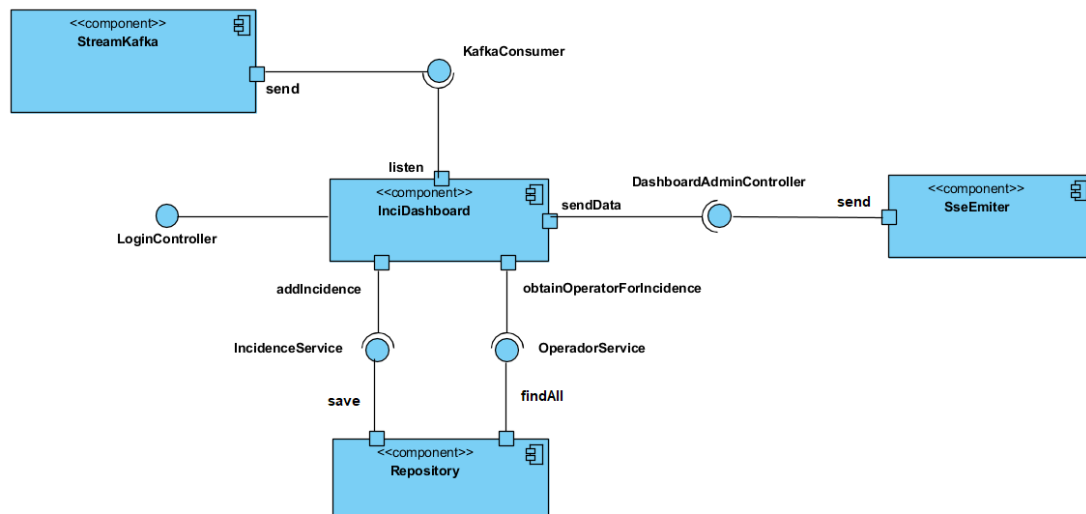 <<component>>
StreamKafka
KafkaConsumer
send
listen
<<component>>
InciDashboard
DashboardAdminController
<<component>>
SseEmiter
sendData
send
LoginController
addIncidence
obtainOperatorForIncidence
IncidenceService
OperadorService
save
findAll
<<component>>
Repository